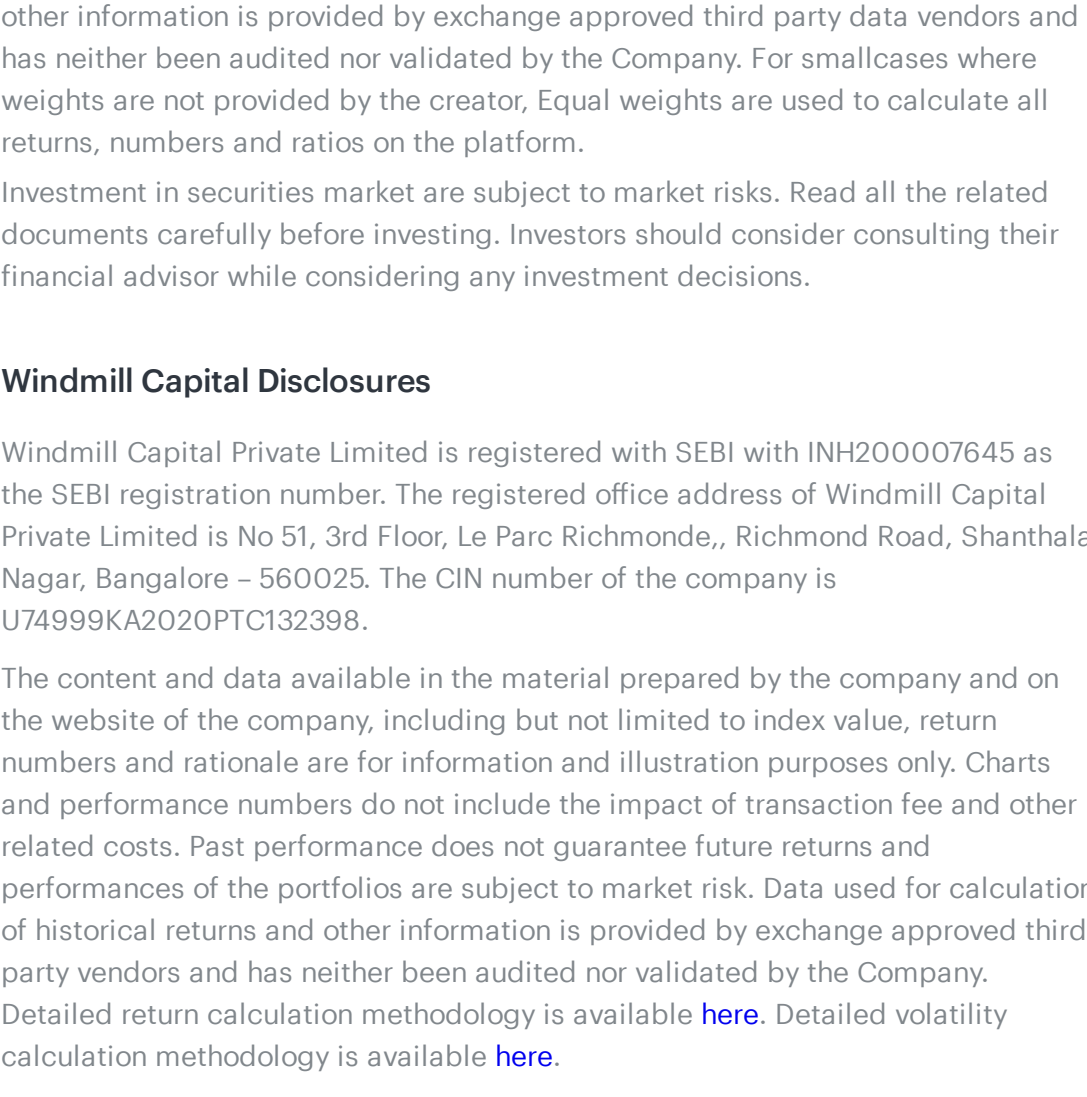 other information is provided by exchange approved third party data vendors and
has neither been audited nor validated by the Company. For smallcases where
weights are not provided by the creator, Equal weights are used to calculate all
returns, numbers and ratios on the platform.
Investment in securities market are subject to market risks. Read all the related
documents carefully before investing. Investors should consider consulting their
financial advisor while considering any investment decisions.
Windmill Capital Disclosures
Windmill Capital Private Limited is registered with SEBI with INH200007645 as
the SEBI registration number. The registered office address of Windmill Capital
Private Limited is No 51, 3rd Floor, Le Parc Richmonde,, Richmond Road, Shanthala
Nagar, Bangalore – 560025. The CIN number of the company is
U74999KA2020PTC132398.
The content and data available in the material prepared by the company and on
the website of the company, including but not limited to index value, return
numbers and rationale are for information and illustration purposes only. Charts
and performance numbers do not include the impact of transaction fee and other
related costs. Past performance does not guarantee future returns and
performances of the portfolios are subject to market risk. Data used for calculation
of historical returns and other information is provided by exchange approved third
party vendors and has neither been audited nor validated by the Company.
Detailed return calculation methodology is available here. Detailed volatility
calculation methodology is available here.